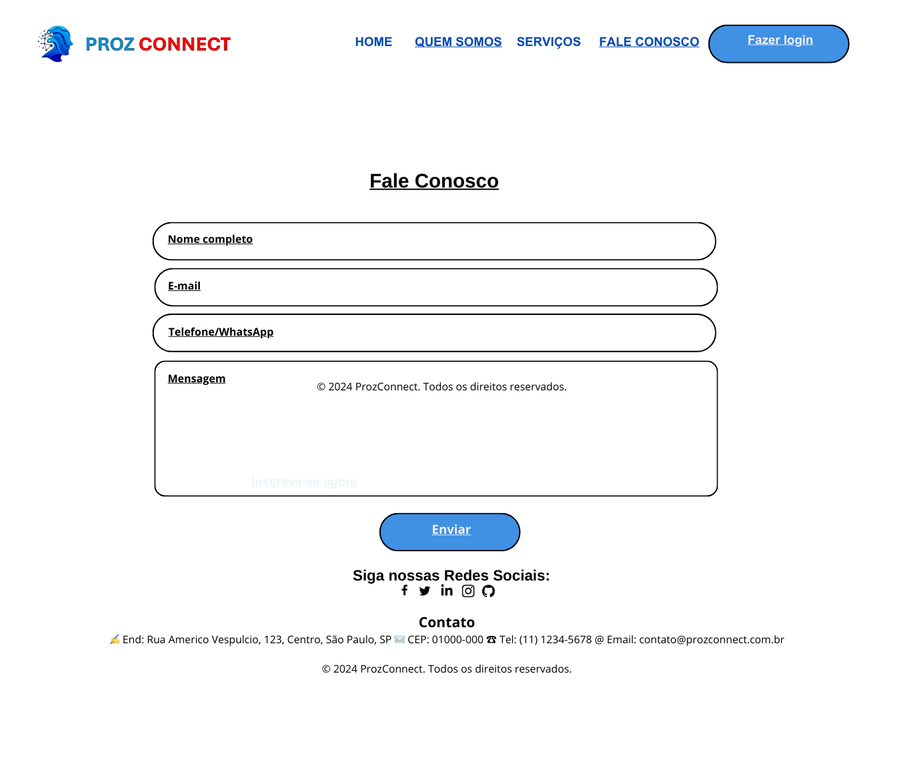 PROZ CONNECT
HOME QUEM SOMOS SERVIÇOS FALE CONOSCO Fazer login
Fale Conosco
Nome completo
E-mail
Telefone/WhatsApp
Mensagem
© 2024 ProzConnect. Todos os direitos reservados.
Inscreva-se agora
Enviar
Siga nossas Redes Sociais:
Contato
✍ End: Rua Americo Vespulcio, 123, Centro, São Paulo, SP ✉ CEP: 01000-000 ☎ Tel: (11) 1234-5678 @ Email: contato@prozconnect.com.br
© 2024 ProzConnect. Todos os direitos reservados.